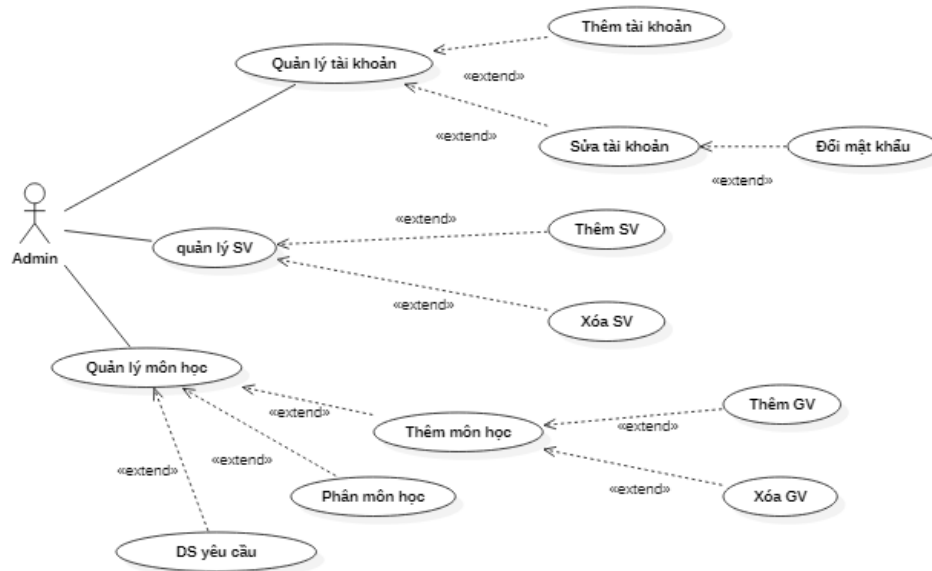 Thêm tài khoản
Quản lý tài khoản
«extend»
«extend»
Sửa tài khoản
Đổi mật khẩu
«extend»
Admin
quản lý SV
«extend»
Thêm SV
«extend»
Xóa SV
Quản lý môn học
«extend»
Thêm môn học
Thêm GV
«extend»
«extend»
«extend»
«extend»
Phân môn học
Xóa GV
DS yêu cầu